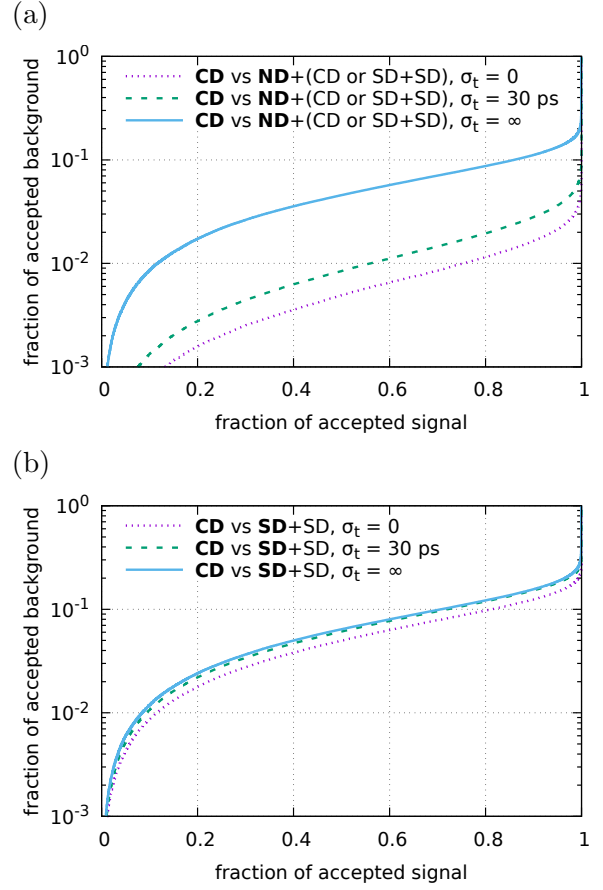 (a)
10⁰
CD vs ND+(CD or SD+SD), σₜ = 0
CD vs ND+(CD or SD+SD), σₜ = 30 ps
CD vs ND+(CD or SD+SD), σₜ = ∞
10⁻¹
10⁻²
10⁻³
fraction of accepted background
0 0.2 0.4 0.6 0.8 1
fraction of accepted signal
(b)
10⁰
CD vs SD+SD, σₜ = 0
CD vs SD+SD, σₜ = 30 ps
CD vs SD+SD, σₜ = ∞
10⁻¹
10⁻²
10⁻³
fraction of accepted background
0 0.2 0.4 0.6 0.8 1
fraction of accepted signal